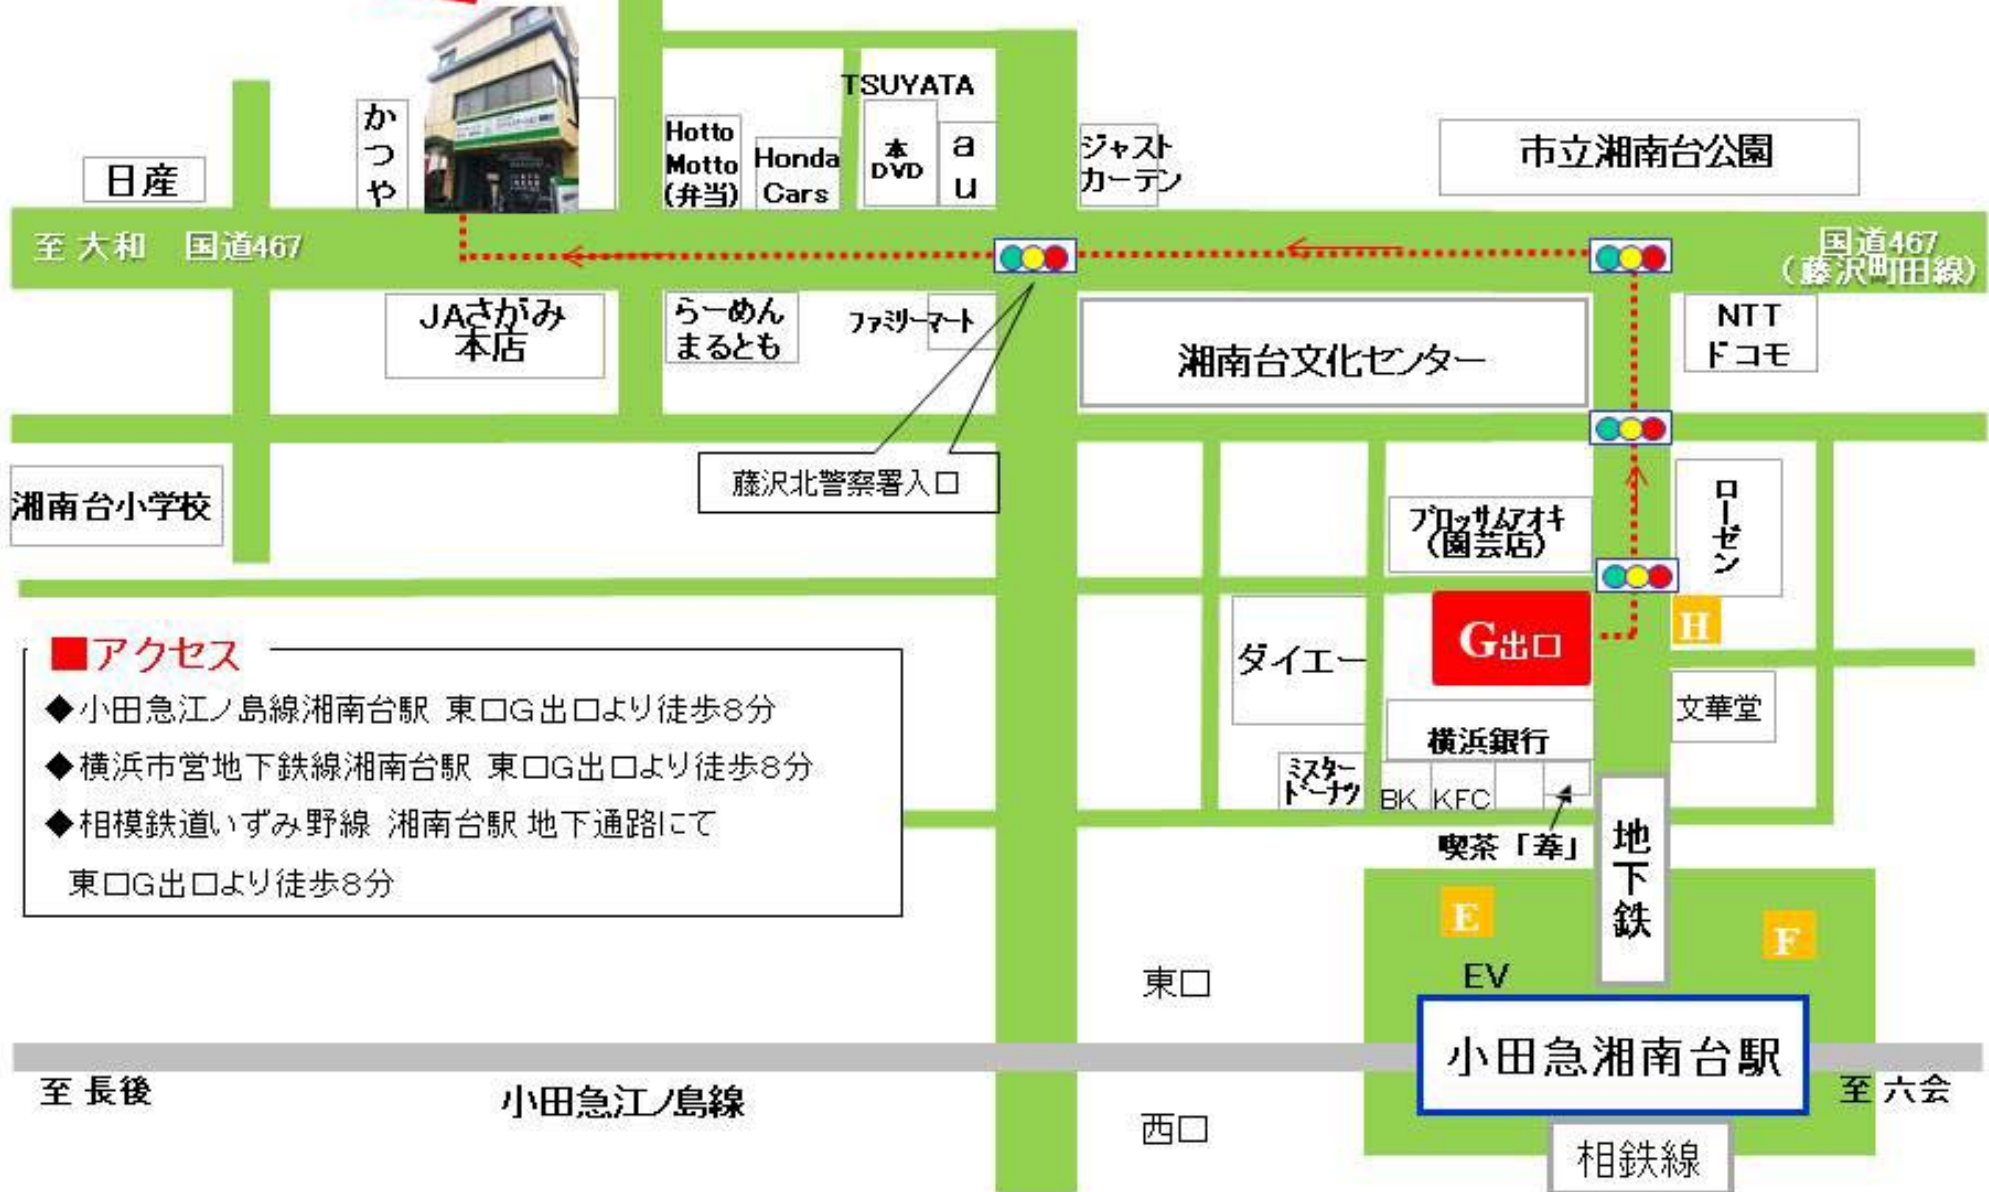 TSUYATA
かつや
Hotto
Motto
(弁当)
Honda
Cars
本
DVD
au
ジャスト
カーテン
市立湘南台公園
日産
至 大和 国道467
国道467
(藤沢町田線)
JAさがみ
本店
らーめん
まるとも
ファミリーマート
湘南台文化センター
NTT
ドコモ
藤沢北警察署入口
湘南台小学校
ブロッサムアオキ
(園芸店)
ローゼン
■アクセス
◆小田急江ノ島線湘南台駅 東口G出口より徒歩8分
◆横浜市営地下鉄線湘南台駅 東口G出口より徒歩8分
◆相模鉄道いずみ野線 湘南台駅 地下通路にて
東口G出口より徒歩8分
ダイエー
G出口
H
文華堂
横浜銀行
ミスター
ドーナツ
BK
KFC
喫茶「葦」
地下鉄
E
F
EV
東口
小田急湘南台駅
至 長後
小田急江ノ島線
至 六会
西口
相鉄線